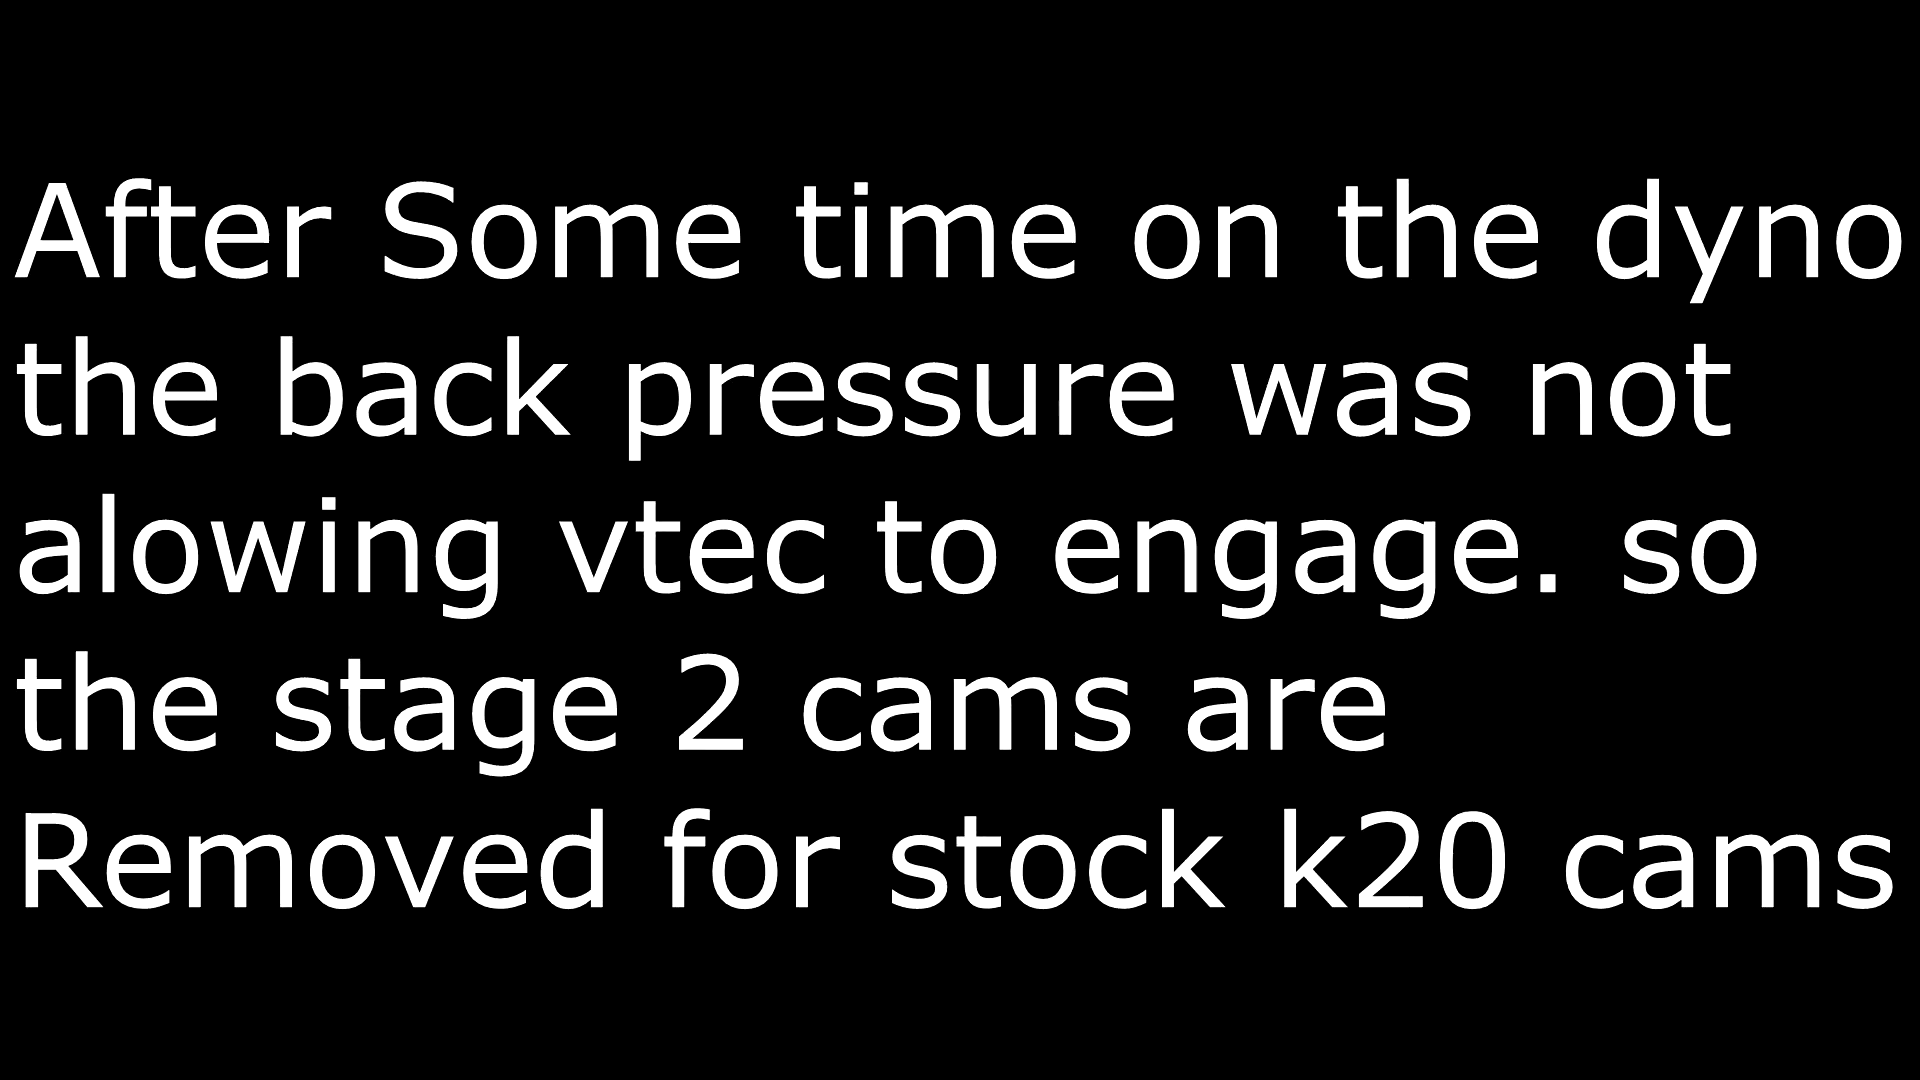 After Some time on the dyno
the back pressure was not
alowing vtec to engage. so
the stage 2 cams are
Removed for stock k20 cams